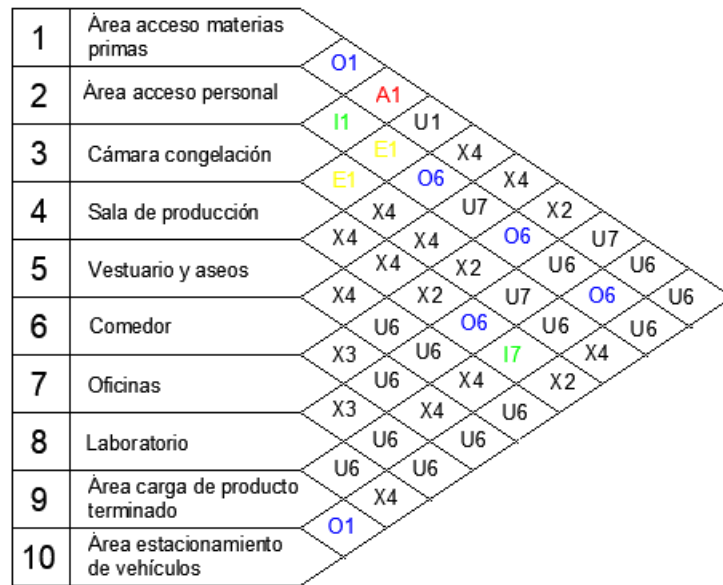 1 Área acceso materias
primas
O1
2 Área acceso personal
A1
I1 U1
3 Cámara congelación
E1 X4
E1 O6 X4
4 Sala de producción
X4 U7 X2
X4 X4 O6 U7
5 Vestuario y aseos
X4 X2 U6 U6
X4 X2 U7 O6 U6
6 Comedor
U6 O6 U6 U6
X3 U6 I7 X4
7 Oficinas
U6 X4 X2
X3 X4 U6
8 Laboratorio
U6 U6
U6 U6
9 Área carga de producto
terminado
X4
O1
10 Área estacionamiento
de vehículos